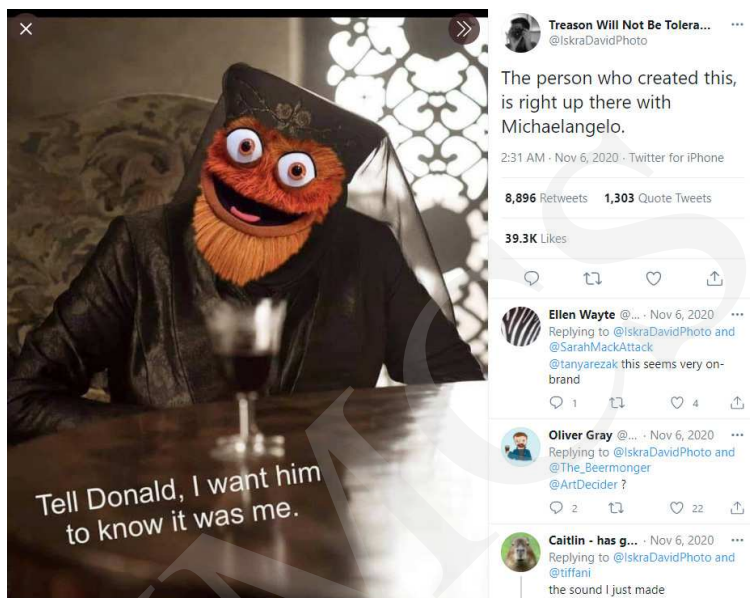 Tell Donald, I want him
to know it was me.
Treason Will Not Be Tolera...
@IskraDavidPhoto
The person who created this,
is right up there with
Michaelangelo.
2:31 AM · Nov 6, 2020 · Twitter for iPhone
8,896 Retweets 1,303 Quote Tweets
39.3K Likes
Ellen Wayte @... · Nov 6, 2020
Replying to @IskraDavidPhoto and
@SarahMackAttack
@tanyarezak this seems very on-
brand
1 4
Oliver Gray @... · Nov 6, 2020
Replying to @IskraDavidPhoto and
@The_Beermonger
@ArtDecider ?
2 22
Caitlin - has g... · Nov 6, 2020
Replying to @IskraDavidPhoto and
@tiffani
the sound I just made